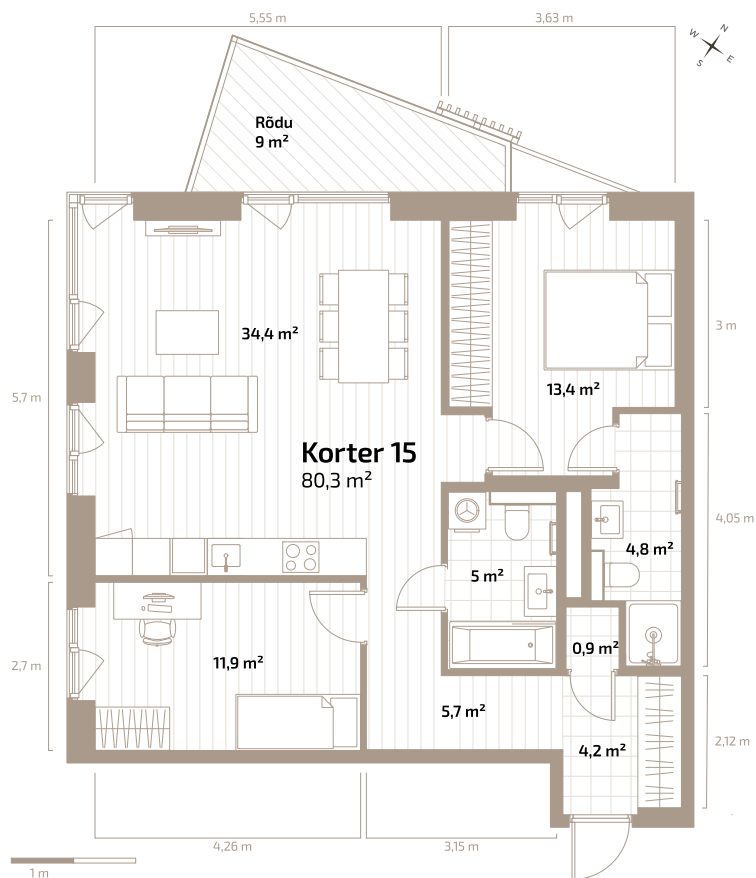 5,55 m
3,63 m
N
W
E
S
Rõdu
9 m²
34,4 m²
3 m
13,4 m²
5,7 m
Korter 15
80,3 m²
4,05 m
4,8 m²
5 m²
0,9 m²
2,7 m
11,9 m²
5,7 m²
4,2 m²
2,12 m
4,26 m
3,15 m
1 m